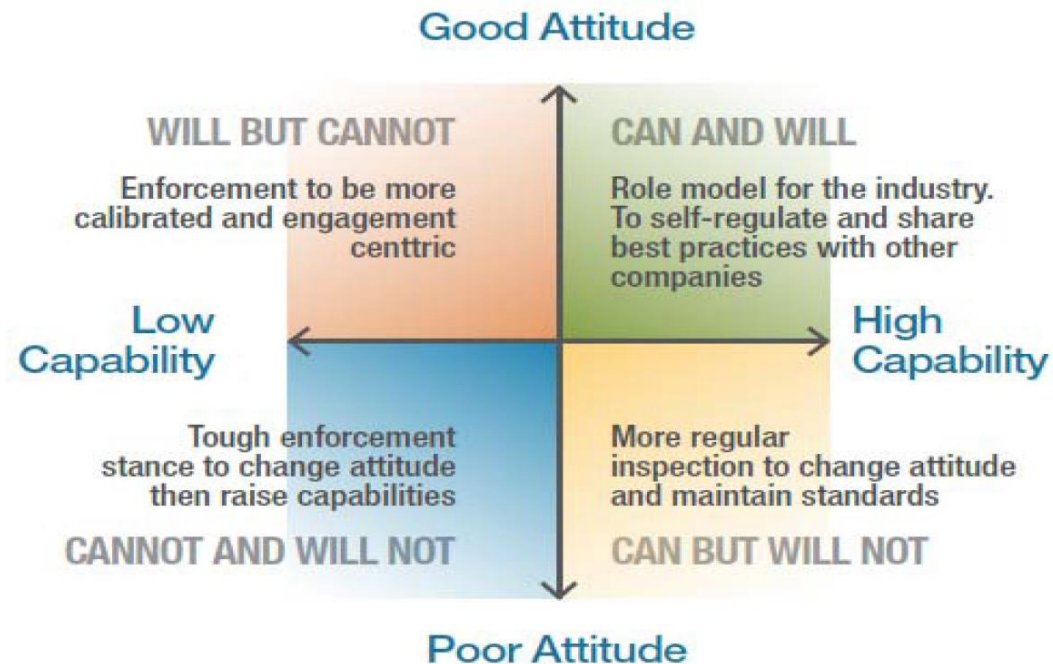 Good Attitude
WILL BUT CANNOT
Enforcement to be more
calibrated and engagement
centtric
CAN AND WILL
Role model for the industry.
To self-regulate and share
best practices with other
companies
Low
Capability
High
Capability
Tough enforcement
stance to change attitude
then raise capabilities
CANNOT AND WILL NOT
More regular
inspection to change attitude
and maintain standards
CAN BUT WILL NOT
Poor Attitude